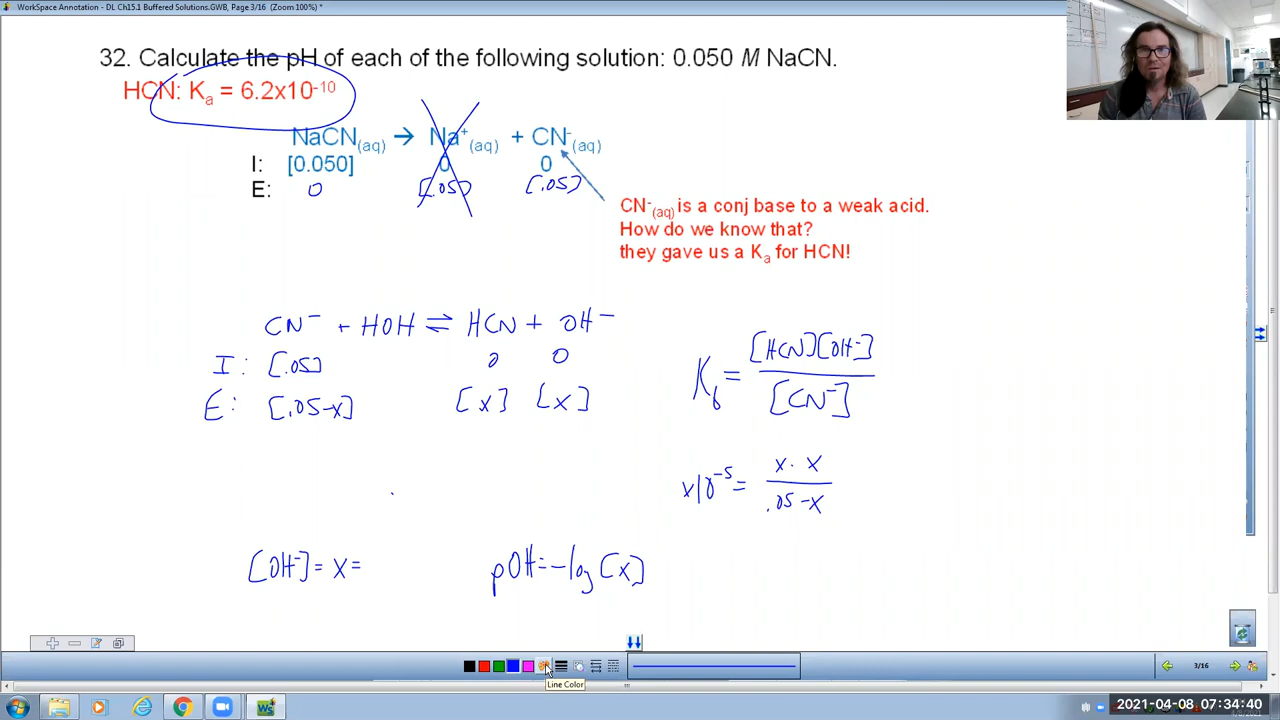 WorkSpace Annotation - DL Ch15.1 Buffered Solutions.GWB, Page 3/16 (Zoom 100%) *
32. Calculate the pH of each of the following solution: 0.050 M NaCN.
HCN: Kₐ = 6.2x10⁻¹⁰
NaCN(aq) → Na⁺(aq) + CN⁻(aq)
I: [0.050] 0 0
E: 0 [.05] [.05]
CN⁻(aq) is a conj base to a weak acid.
How do we know that?
they gave us a Kₐ for HCN!
CN⁻ + HOH ⇌ HCN + OH⁻
I: [.05] 0 0
E: [.05-x] [x] [x]
K_b = [HCN][OH⁻] / [CN⁻]
x10⁻⁵ = x·x / .05-x
[OH⁻] = x =
pOH = -log[x]
3/16
Line Color
2021-04-08 07:34:40